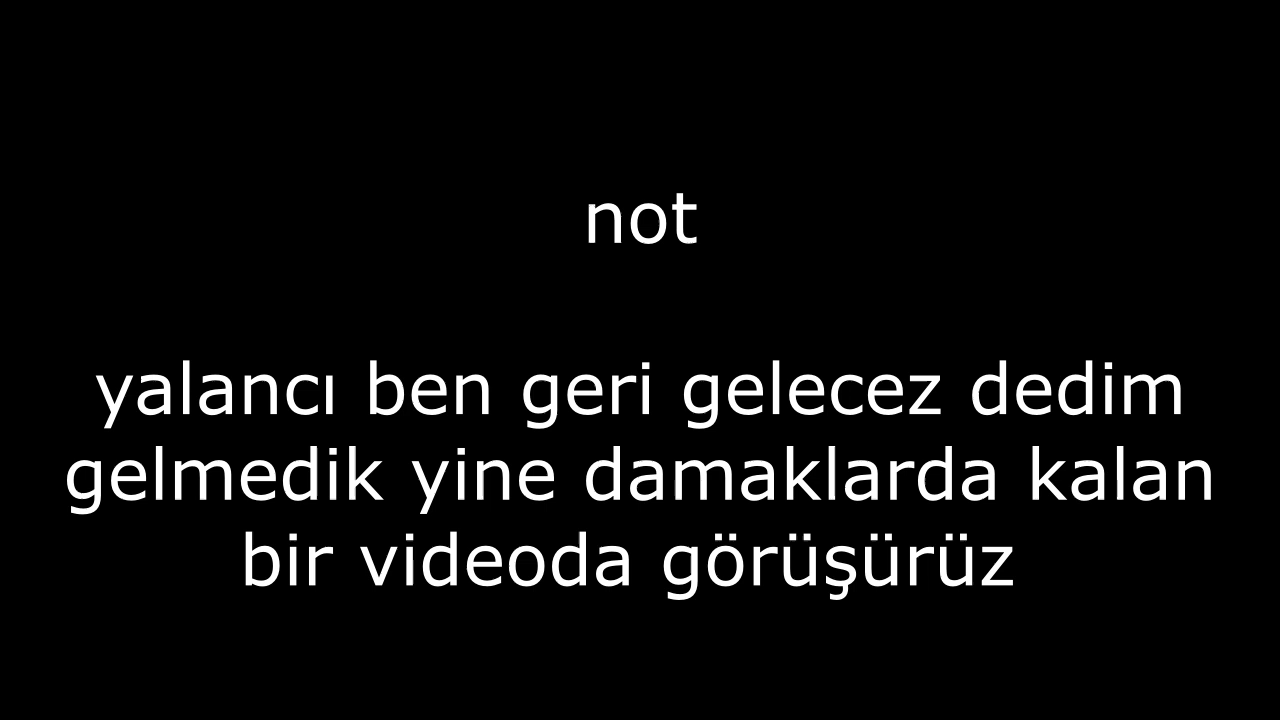 not
yalancı ben geri gelecez dedim
gelmedik yine damaklarda kalan
bir videoda görüşürüz